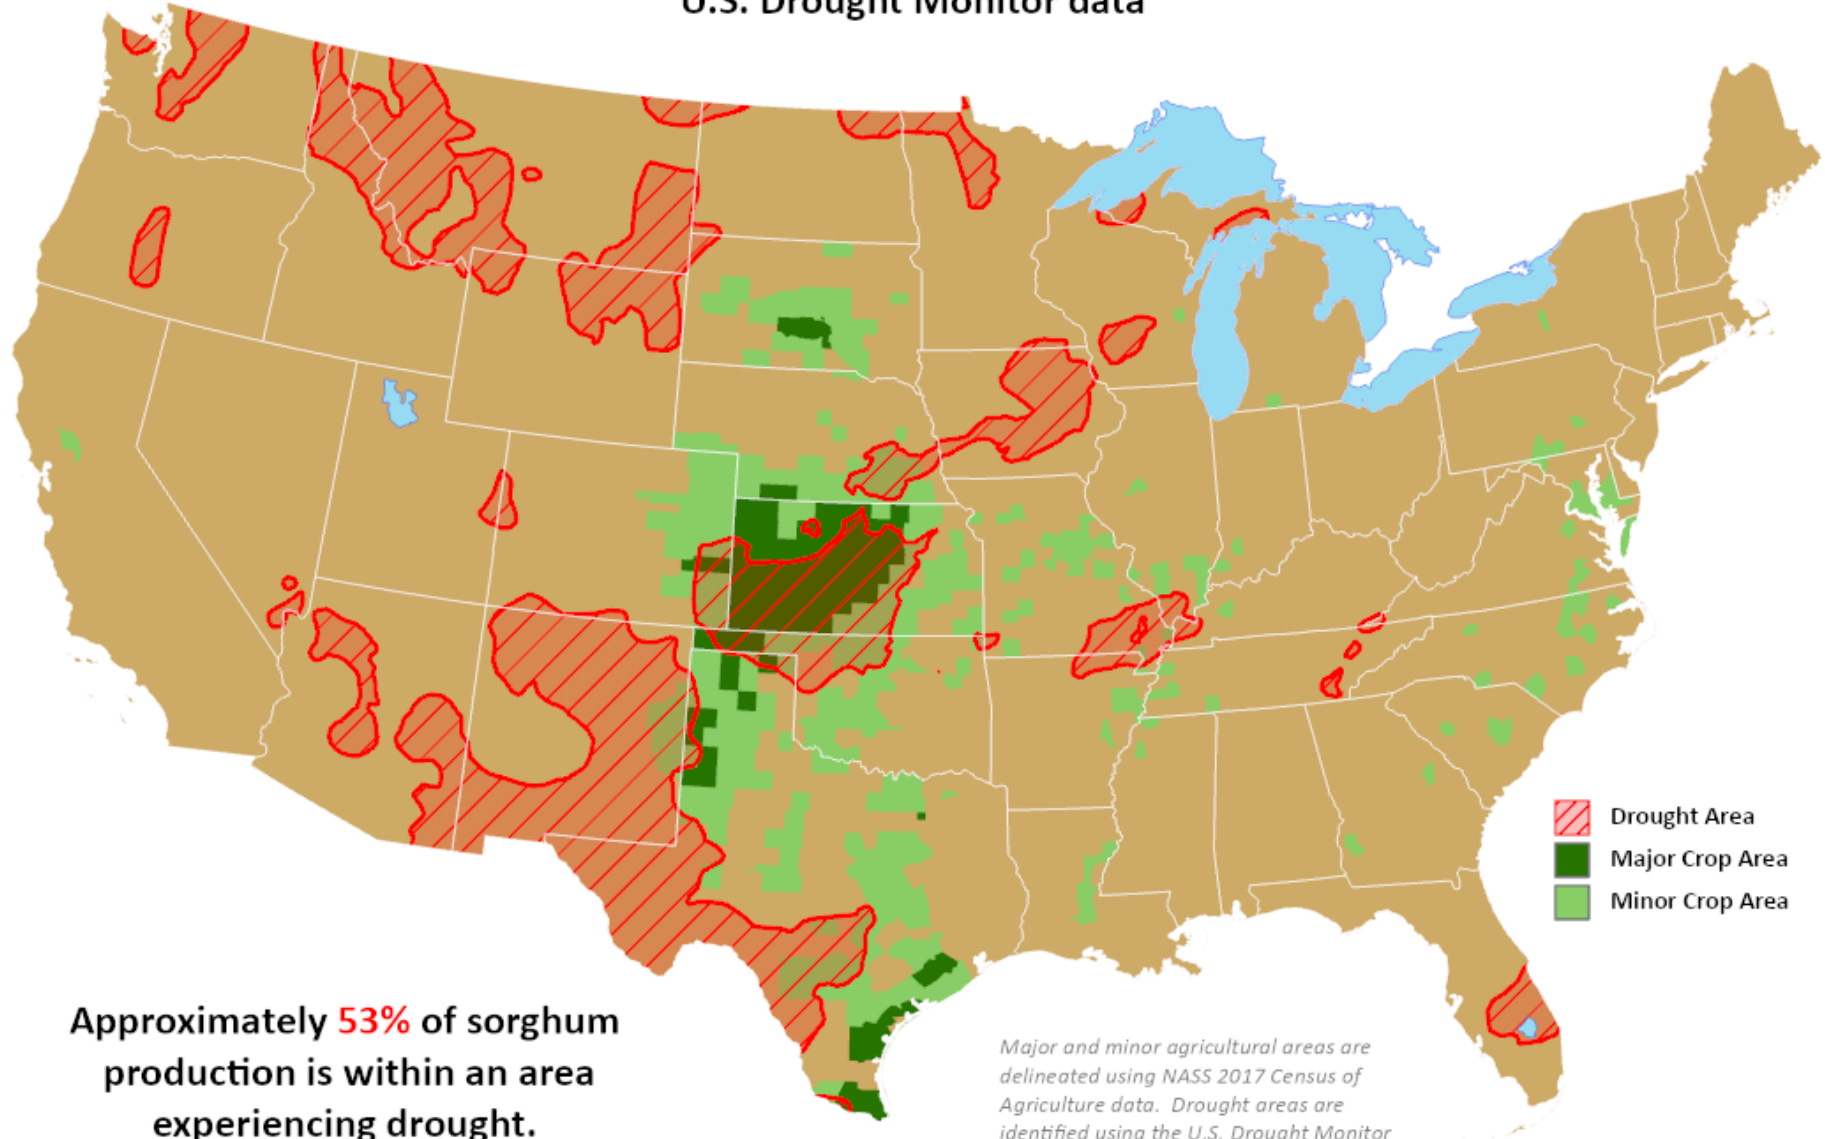 U.S. Drought Monitor data
Drought Area
Major Crop Area
Minor Crop Area
Approximately 53% of sorghum
production is within an area
experiencing drought.
Major and minor agricultural areas are
delineated using NASS 2017 Census of
Agriculture data. Drought areas are
identified using the U.S. Drought Monitor